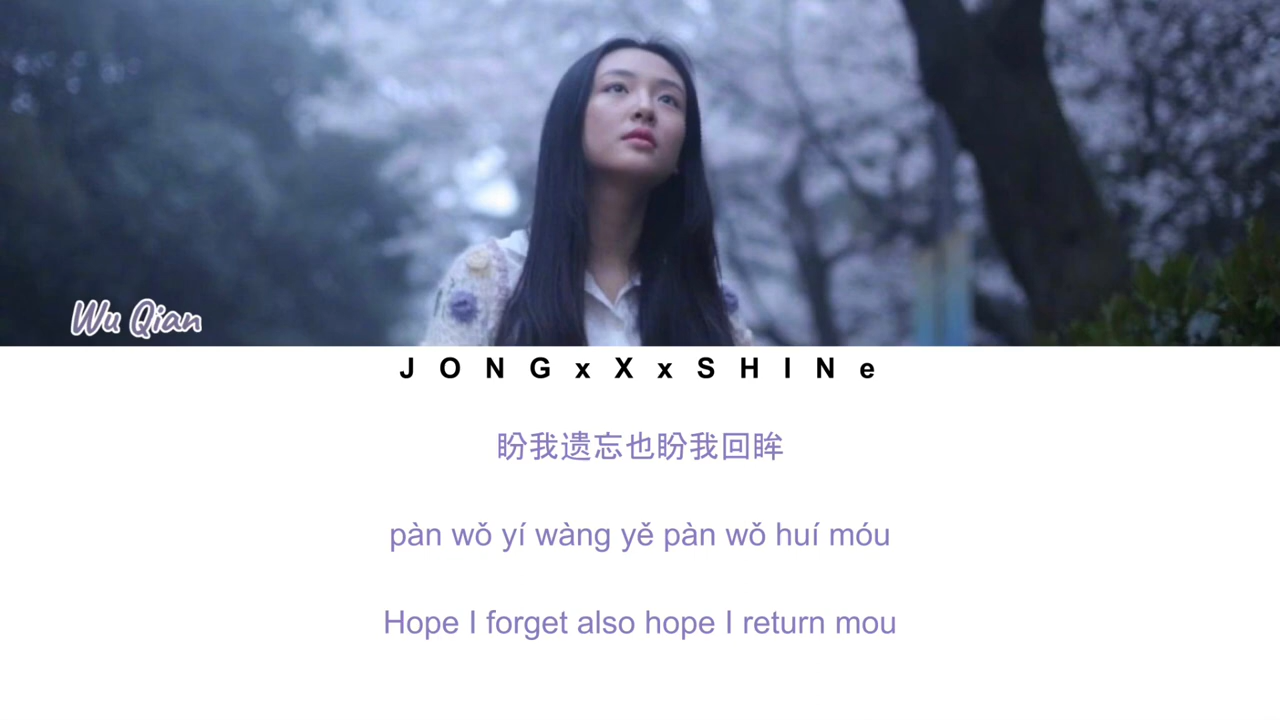 Wu Qian
J O N G x X x S H I N e
盼我遗忘也盼我回眸
pàn wǒ yí wàng yě pàn wǒ huí móu
Hope I forget also hope I return mou